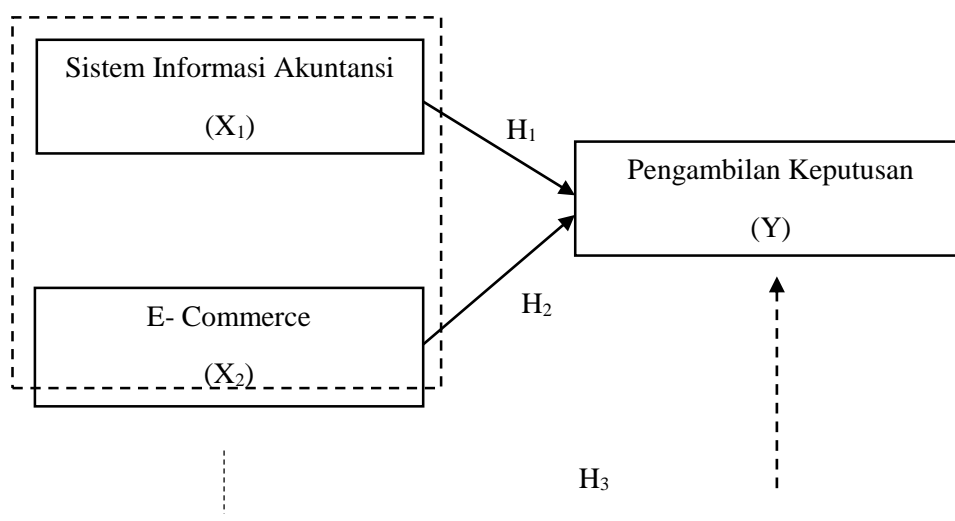 Sistem Informasi Akuntansi
(X₁)
H₁
Pengambilan Keputusan
(Y)
E- Commerce
(X₂)
H₂
H₃